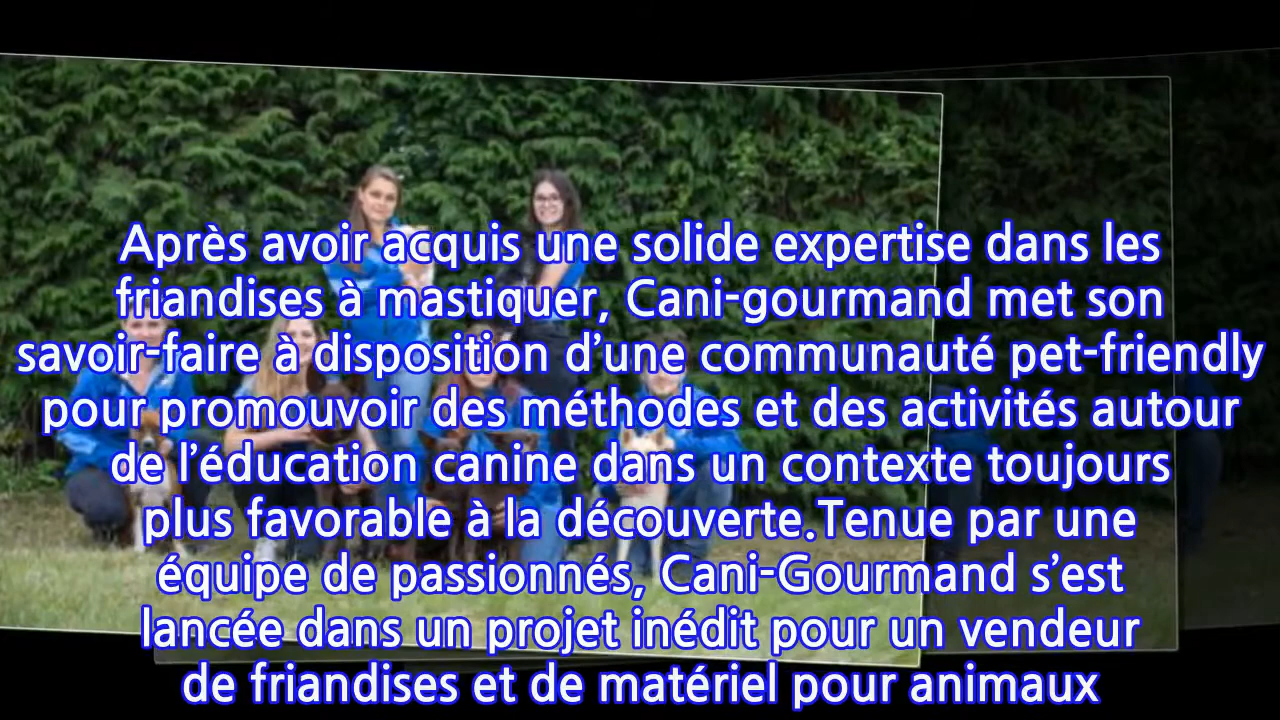 Après avoir acquis une solide expertise dans les
friandises à mastiquer, Cani-gourmand met son
savoir-faire à disposition d’une communauté pet-friendly
pour promouvoir des méthodes et des activités autour
de l’éducation canine dans un contexte toujours
plus favorable à la découverte.Tenue par une
équipe de passionnés, Cani-Gourmand s’est
lancée dans un projet inédit pour un vendeur
de friandises et de matériel pour animaux